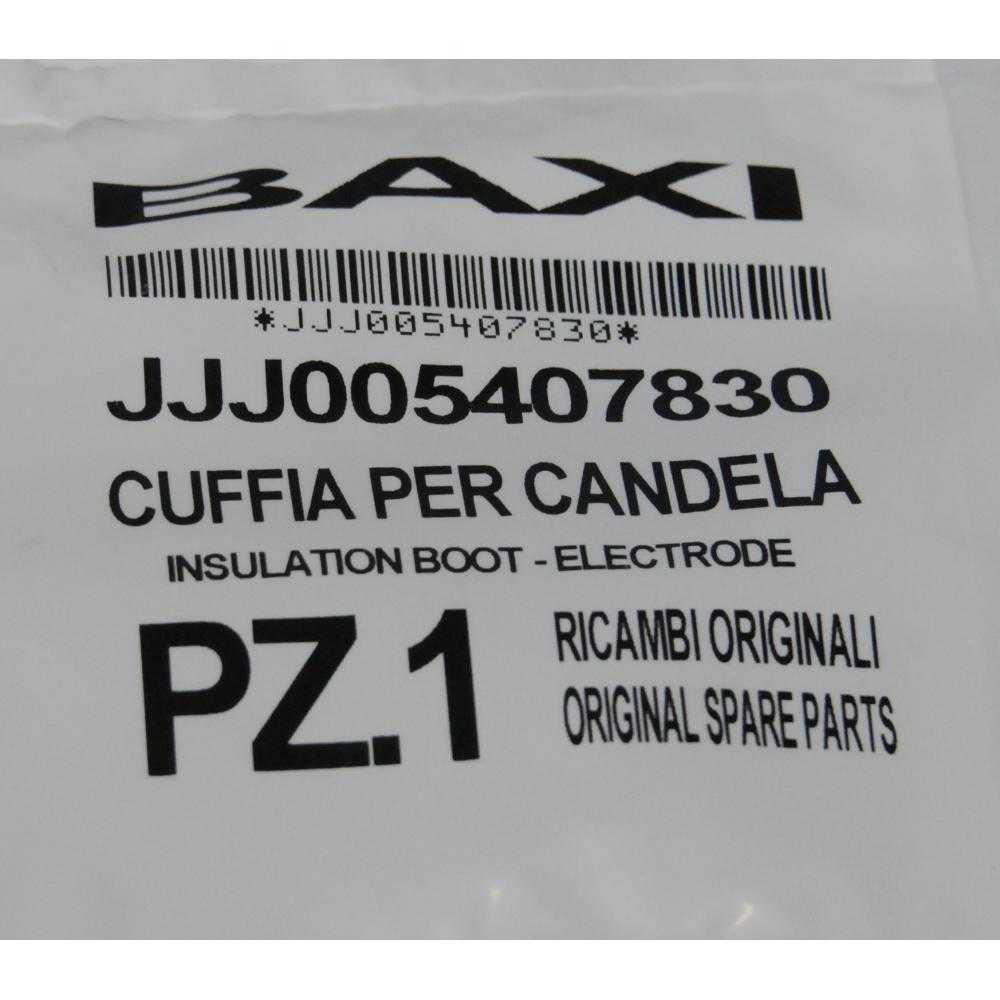 BAXI
*JJJ005407830*
JJJ005407830
CUFFIA PER CANDELA
INSULATION BOOT - ELECTRODE
PZ.1
RICAMBI ORIGINALI
ORIGINAL SPARE PARTS